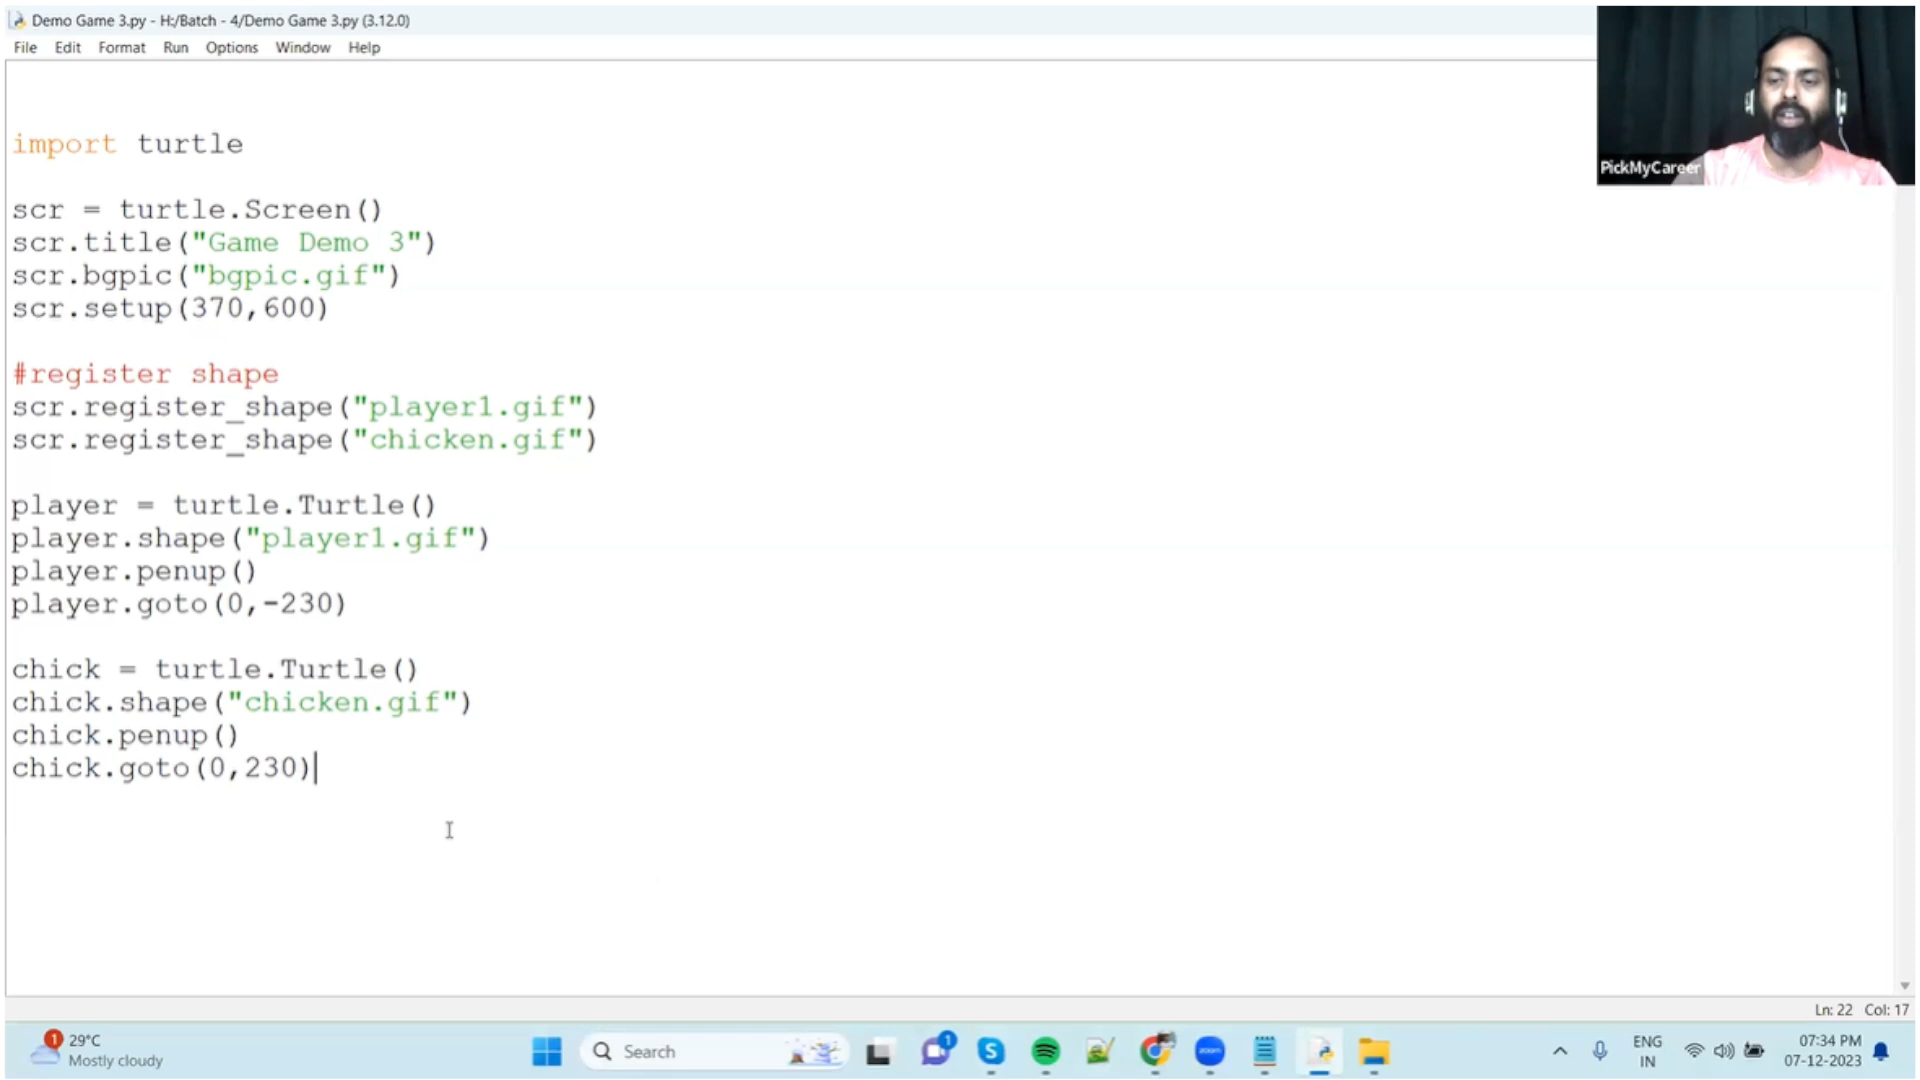 Demo Game 3.py - H:/Batch - 4/Demo Game 3.py (3.12.0)
File Edit Format Run Options Window Help
PickMyCareer
import turtle
scr = turtle.Screen()
scr.title("Game Demo 3")
scr.bgpic("bgpic.gif")
scr.setup(370,600)
#register shape
scr.register_shape("player1.gif")
scr.register_shape("chicken.gif")
player = turtle.Turtle()
player.shape("player1.gif")
player.penup()
player.goto(0,-230)
chick = turtle.Turtle()
chick.shape("chicken.gif")
chick.penup()
chick.goto(0,230)
Ln: 22 Col: 17
1
29°C
Mostly cloudy
Search
1
S
zoom
ENG
IN
07:34 PM
07-12-2023